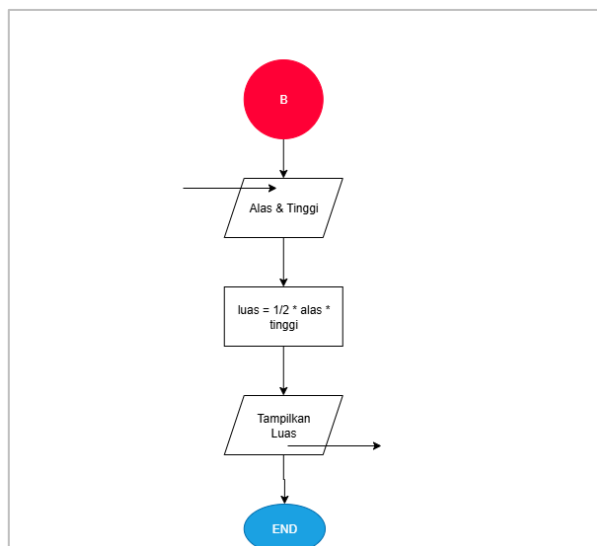 B
Alas & Tinggi
luas = 1/2 * alas *
tinggi
Tampilkan
Luas
END